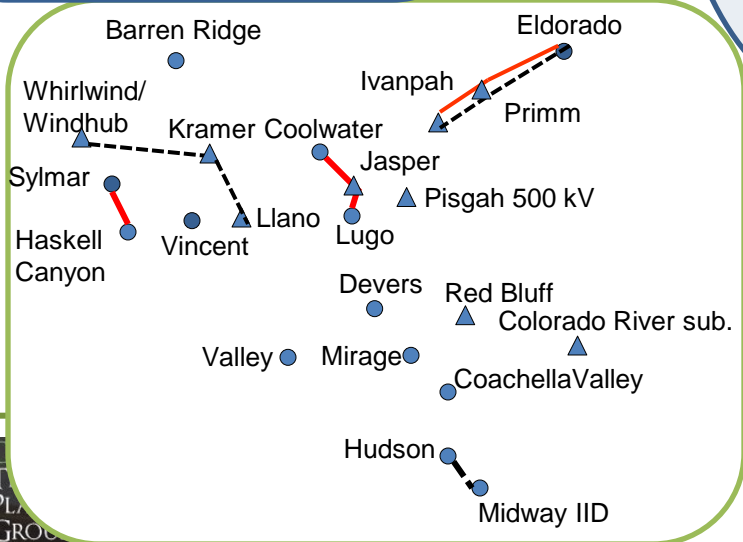 Barren Ridge
Eldorado
Ivanpah
Whirlwind/
Windhub
Primm
Kramer
Coolwater
Jasper
Sylmar
Pisgah 500 kV
Llano
Haskell
Canyon
Vincent
Lugo
Devers
Red Bluff
Colorado River sub.
Valley
Mirage
CoachellaValley
Hudson
Midway IID